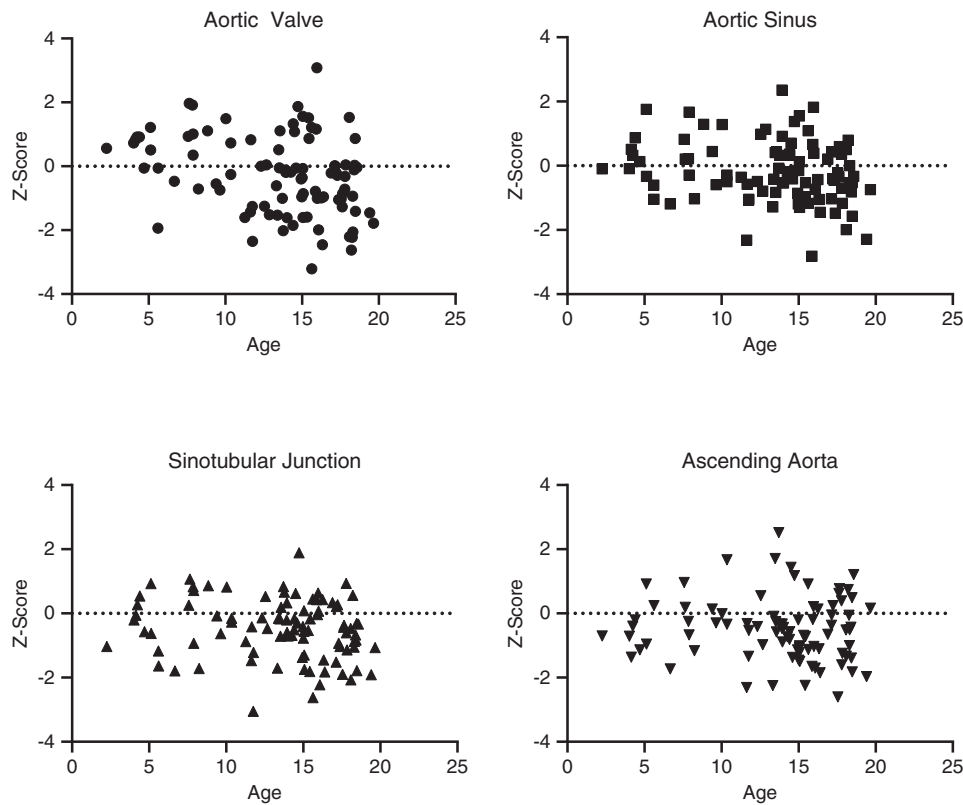 Aortic  Valve
4
2
0
-2
-4
Z-Score
0 5 10 15 20 25
Age
Aortic Sinus
4
2
0
-2
-4
Z-Score
0 5 10 15 20 25
Age
Sinotubular Junction
4
2
0
-2
-4
Z-Score
0 5 10 15 20 25
Age
Ascending Aorta
4
2
0
-2
-4
Z-Score
0 5 10 15 20 25
Age